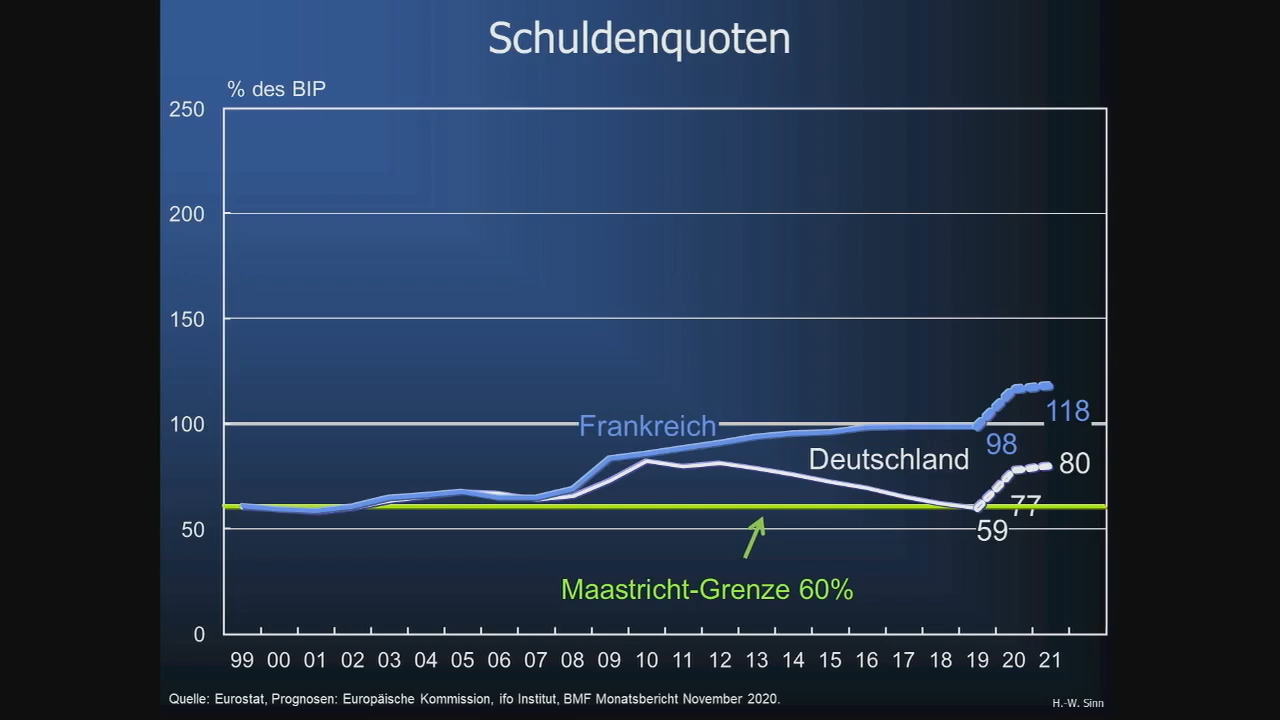 Schuldenquoten
% des BIP
250
200
150
100
50
0
Frankreich
118
98
Deutschland
80
77
59
Maastricht-Grenze 60%
99 00 01 02 03 04 05 06 07 08 09 10 11 12 13 14 15 16 17 18 19 20 21
Quelle: Eurostat, Prognosen: Europäische Kommission, ifo Institut, BMF Monatsbericht November 2020.
H.-W. Sinn